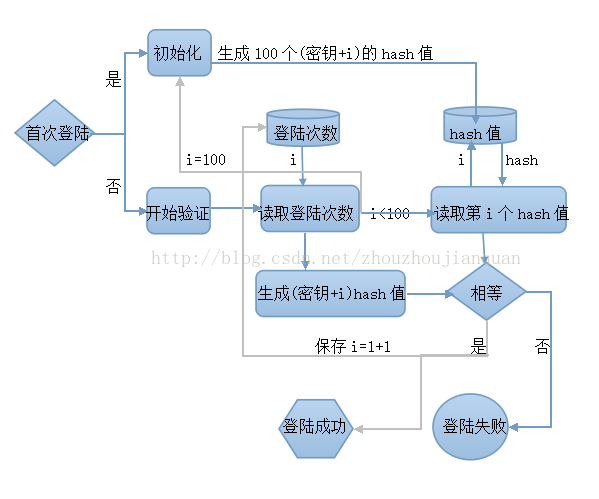 初始化
生成100个(密钥+i)的hash值
是
首次登陆
登陆次数
hash值
i=100
i
i
hash
否
开始验证
读取登陆次数
i<100
读取第i个hash值
http://blog.csdn.net/zhouzhoujianquan
生成(密钥+i)hash值
相等
保存i=1+1
是
否
登陆成功
登陆失败